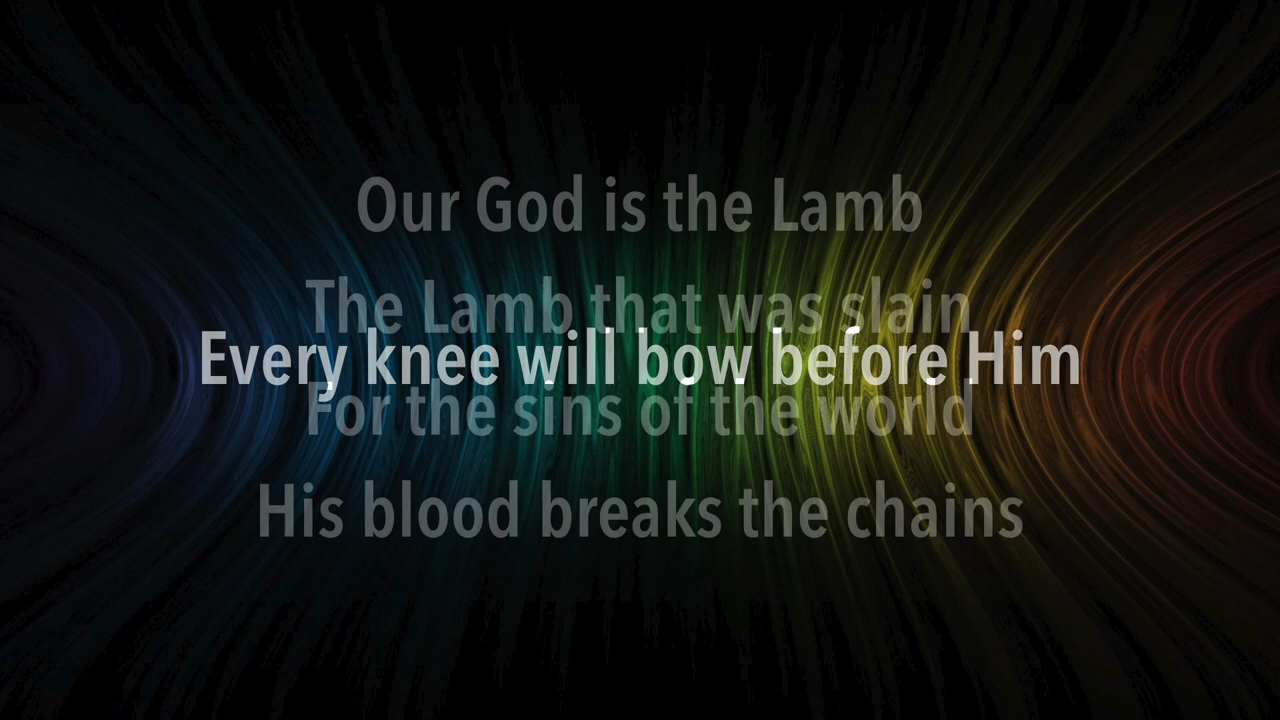 Our God is the Lamb
The Lamb that was slain
Every knee will bow before Him
For the sins of the world
His blood breaks the chains